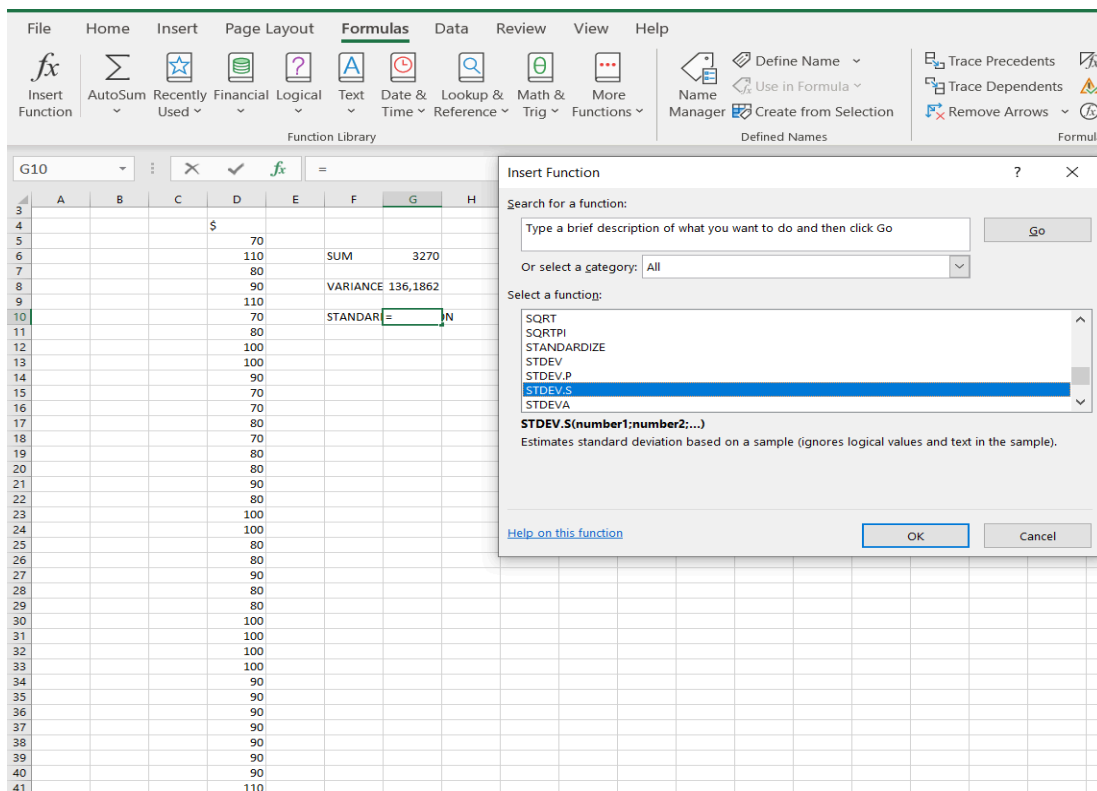 File Home Insert Page Layout Formulas Data Review View Help
fx Σ ? A θ
Insert Function AutoSum Recently Used Financial Logical Text Date & Time Lookup & Reference Math & Trig More Functions
Function Library
Name Manager
Define Name
Use in Formula
Create from Selection
Defined Names
Trace Precedents
Trace Dependents
Remove Arrows
Formul
G10 fx =
A B C D E F G H
3
4 $
5 70
6 110 SUM 3270
7 80
8 90 VARIANCE 136,1862
9 110
10 70 STANDAR = N
11 80
12 100
13 100
14 90
15 70
16 70
17 80
18 70
19 80
20 80
21 90
22 80
23 100
24 100
25 80
26 80
27 90
28 80
29 80
30 100
31 100
32 100
33 100
34 90
35 90
36 90
37 90
38 90
39 90
40 90
41 110
Insert Function ? ×
Search for a function:
Type a brief description of what you want to do and then click Go
Go
Or select a category: All
Select a function:
SQRT
SQRTPI
STANDARDIZE
STDEV
STDEV.P
STDEV.S
STDEVA
STDEV.S(number1;number2;...)
Estimates standard deviation based on a sample (ignores logical values and text in the sample).
Help on this function
OK Cancel